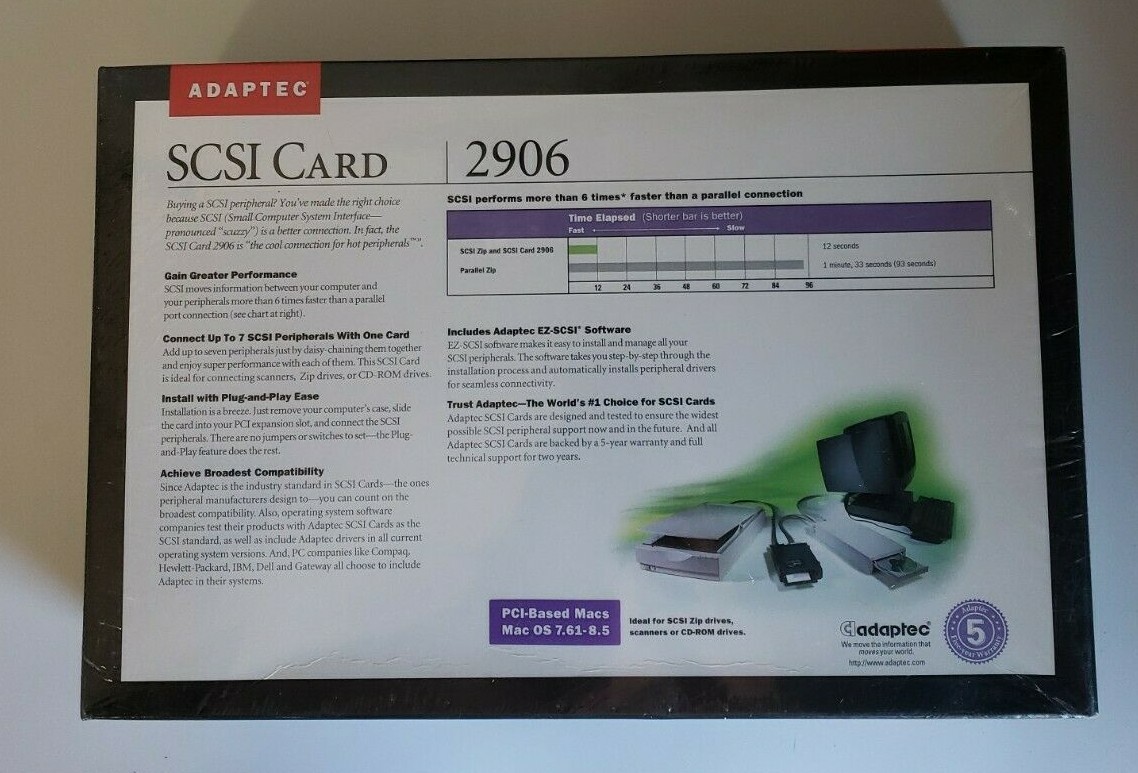 ADAPTEC
SCSI CARD 2906
Buying a SCSI peripheral? You've made the right choice
because SCSI (Small Computer System Interface—
pronounced "scuzzy") is a better connection. In fact, the
SCSI Card 2906 is "the cool connection for hot peripherals™".
Gain Greater Performance
SCSI moves information between your computer and
your peripherals more than 6 times faster than a parallel
port connection (see chart at right).
Connect Up To 7 SCSI Peripherals With One Card
Add up to seven peripherals just by daisy-chaining them together
and enjoy super performance with each of them. This SCSI Card
is ideal for connecting scanners, Zip drives, or CD-ROM drives.
Install with Plug-and-Play Ease
Installation is a breeze. Just remove your computer's case, slide
the card into your PCI expansion slot, and connect the SCSI
peripherals. There are no jumpers or switches to set—the Plug-
and-Play feature does the rest.
Achieve Broadest Compatibility
Since Adaptec is the industry standard in SCSI Cards—the ones
peripheral manufacturers design to—you can count on the
broadest compatibility. Also, operating system software
companies test their products with Adaptec SCSI Cards as the
SCSI standard, as well as include Adaptec drivers in all current
operating system versions. And, PC companies like Compaq,
Hewlett-Packard, IBM, Dell and Gateway all choose to include
Adaptec in their systems.
SCSI performs more than 6 times* faster than a parallel connection
Time Elapsed (Shorter bar is better)
Fast Slow
SCSI Zip and SCSI Card 2906 12 seconds
Parallel Zip 1 minute, 33 seconds (93 seconds)
12 24 36 48 60 72 84 96
Includes Adaptec EZ-SCSI® Software
EZ-SCSI software makes it easy to install and manage all your
SCSI peripherals. The software takes you step-by-step through the
installation process and automatically installs peripheral drivers
for seamless connectivity.
Trust Adaptec—The World's #1 Choice for SCSI Cards
Adaptec SCSI Cards are designed and tested to ensure the widest
possible SCSI peripheral support now and in the future. And all
Adaptec SCSI Cards are backed by a 5-year warranty and full
technical support for two years.
PCI-Based Macs
Mac OS 7.61-8.5
Ideal for SCSI Zip drives,
scanners or CD-ROM drives.
adaptec®
We move the information that
moves your world.
http://www.adaptec.com
Adaptec
5
Five-year Warranty